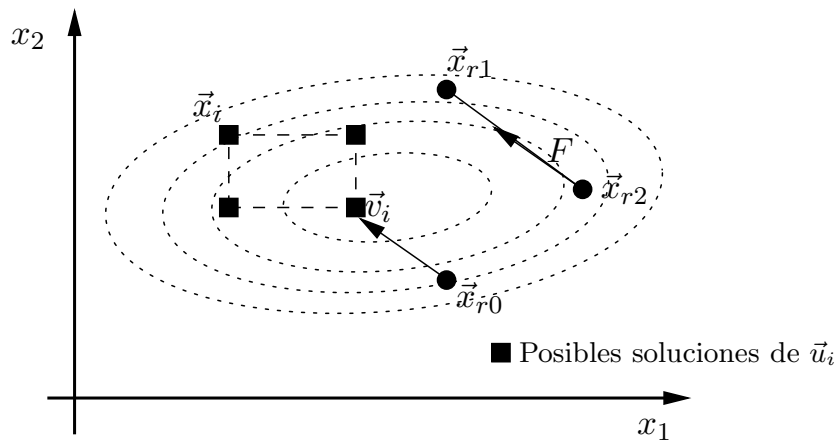 x₂
x⃗ᵣ₁
x⃗ᵢ
F
x⃗ᵣ₂
v⃗ᵢ
x⃗ᵣ₀
Posibles soluciones de u⃗ᵢ
x₁